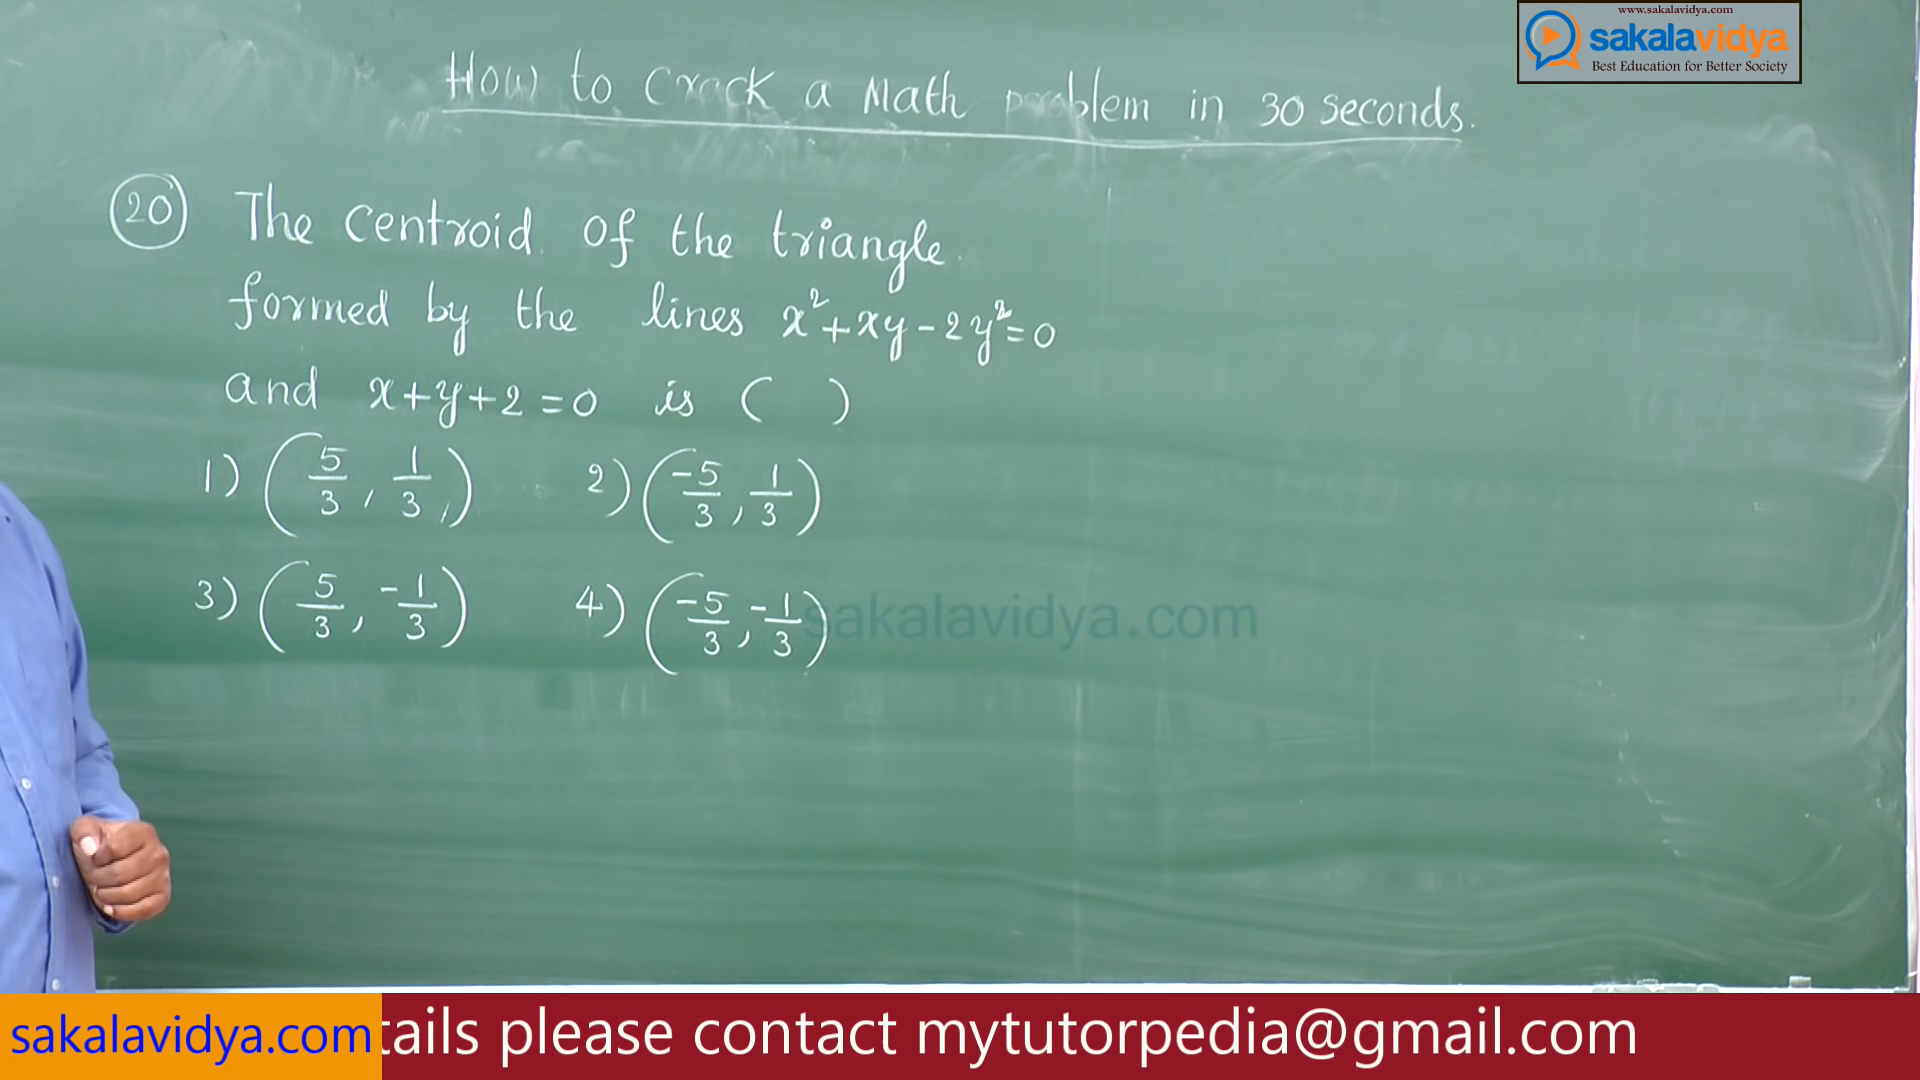 www.sakalavidya.com
sakalavidya
Best Education for Better Society
How to Crack a Math problem in 30 seconds.
20 The centroid of the triangle
formed by the lines x²+xy-2y²=0
and x+y+2=0 is ( )
1) (5/3, 1/3,) 2) (-5/3, 1/3)
3) (5/3, -1/3) 4) (-5/3, -1/3)
sakalavidya.com
sakalavidya.com tails please contact mytutorpedia@gmail.com